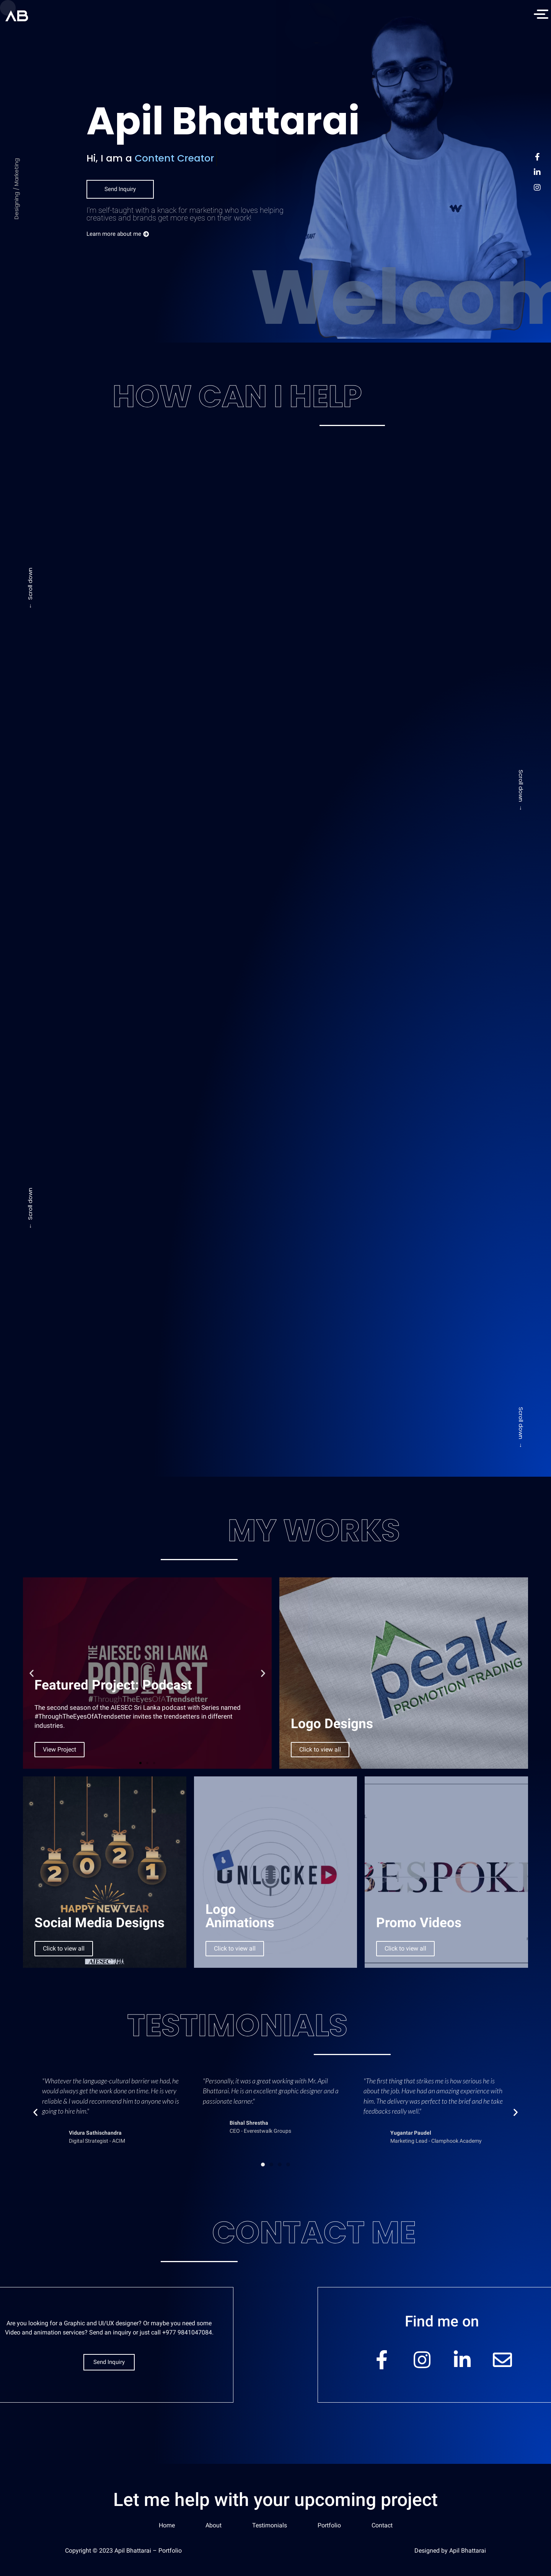 AB
Apil Bhattarai
Hi, I am a Content Creator
Designing / Marketing
Send Inquiry
I'm self-taught with a knack for marketing who loves helping
creatives and brands get more eyes on their work!
Learn more about me
Welcom
HOW CAN I HELP
← Scroll down
Scroll down →
← Scroll down
Scroll down →
MY WORKS
THE AIESEC SRI LANKA
PODCAST
#ThroughTheEyesOfATrendsetter
Featured Project: Podcast
The second season of the AIESEC Sri Lanka podcast with Series named
#ThroughTheEyesOfATrendsetter invites the trendsetters in different
industries.
View Project
peak
PROMOTION TRADING
Logo Designs
Click to view all
2021
HAPPY NEW YEAR
Social Media Designs
Click to view all
AIESEC
UNLOCKED
Logo
Animations
Click to view all
BESPOKE
Promo Videos
Click to view all
TESTIMONIALS
"Whatever the language-cultural barrier we had, he
would always get the work done on time. He is very
reliable & I would recommend him to anyone who is
going to hire him."
Vidura Sathischandra
Digital Strategist - ACIM
"Personally, it was a great working with Mr. Apil
Bhattarai. He is an excellent graphic designer and a
passionate learner."
Bishal Shrestha
CEO - Everestwalk Groups
"The first thing that strikes me is how serious he is
about the job. Have had an amazing experience with
him. The delivery was perfect to the brief and he take
feedbacks really well."
Yugantar Paudel
Marketing Lead - Clamphook Academy
CONTACT ME
Are you looking for a Graphic and UI/UX designer? Or maybe you need some
Video and animation services? Send an inquiry or just call +977 9841047084.
Send Inquiry
Find me on
Let me help with your upcoming project
Home
About
Testimonials
Portfolio
Contact
Copyright © 2023 Apil Bhattarai – Portfolio
Designed by Apil Bhattarai